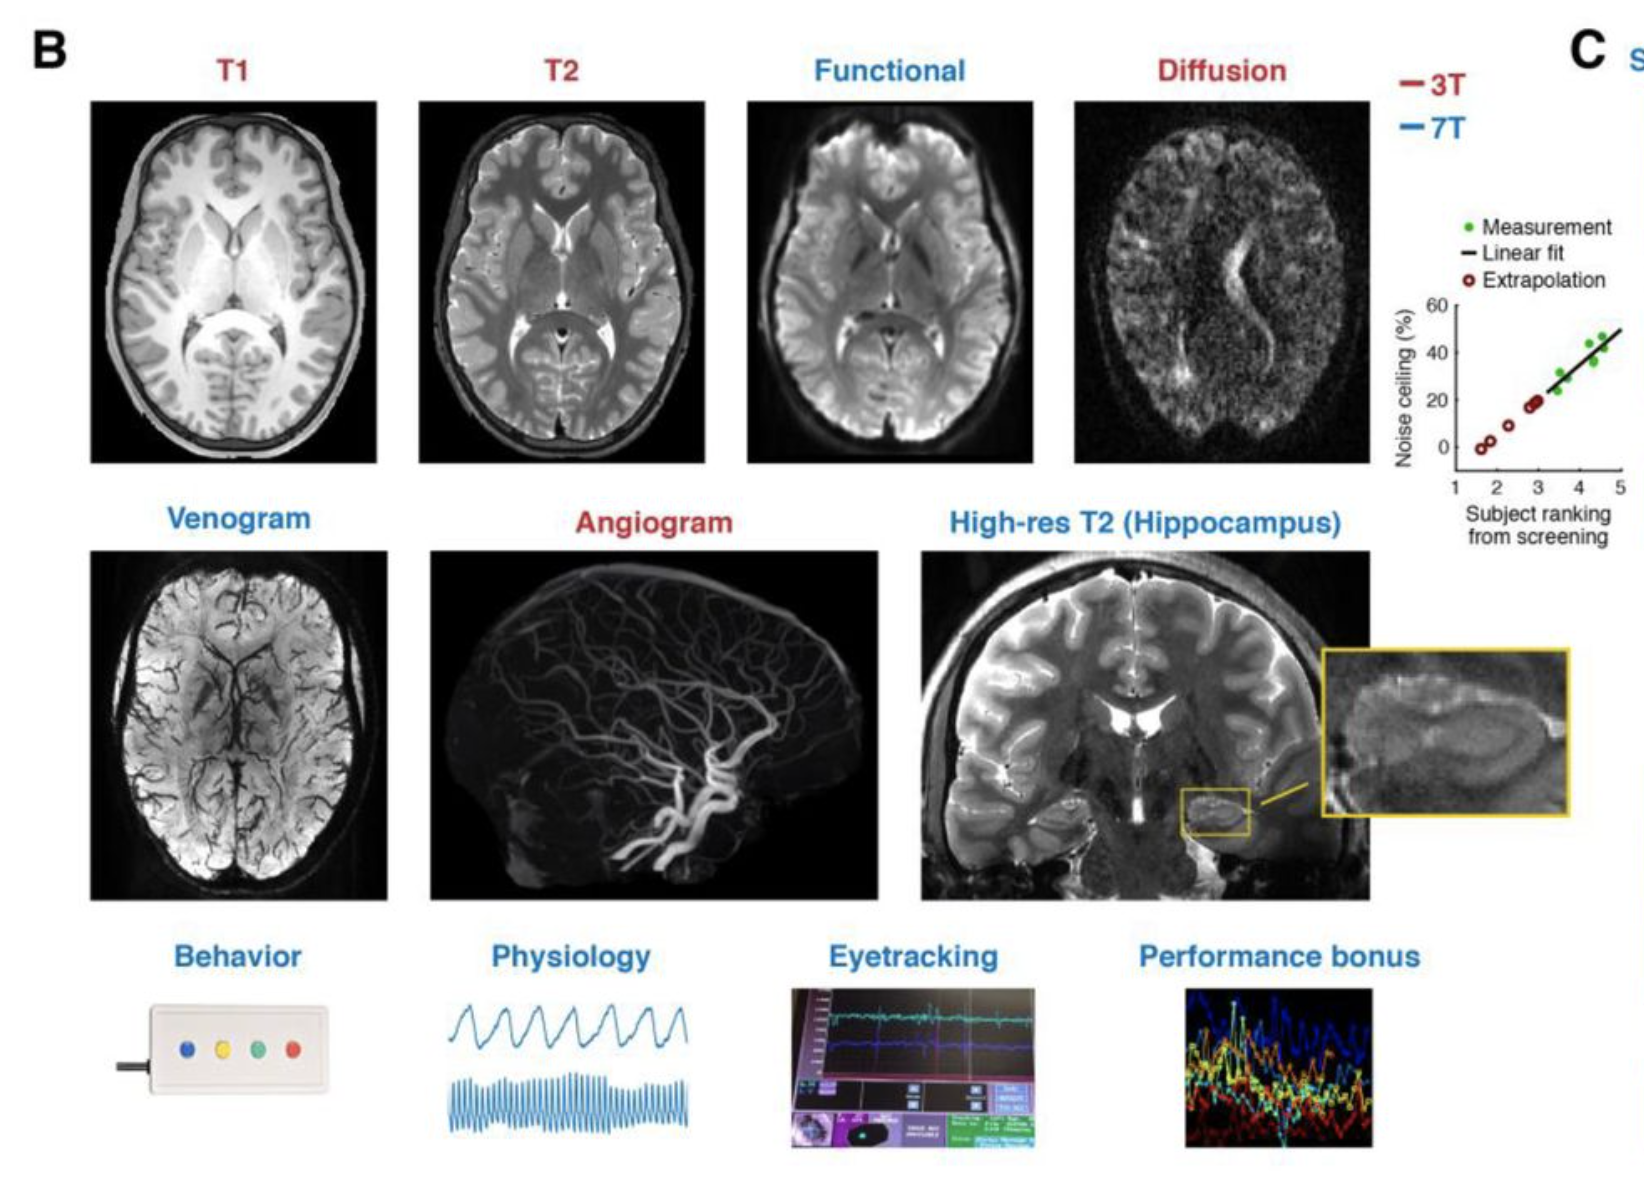 B
T1
T2
Functional
Diffusion
3T
7T
C
S
Measurement
Linear fit
Extrapolation
Noise ceiling (%)
60
40
20
0
1 2 3 4 5
Subject ranking
from screening
Venogram
Angiogram
High-res T2 (Hippocampus)
Behavior
Physiology
Eyetracking
Performance bonus